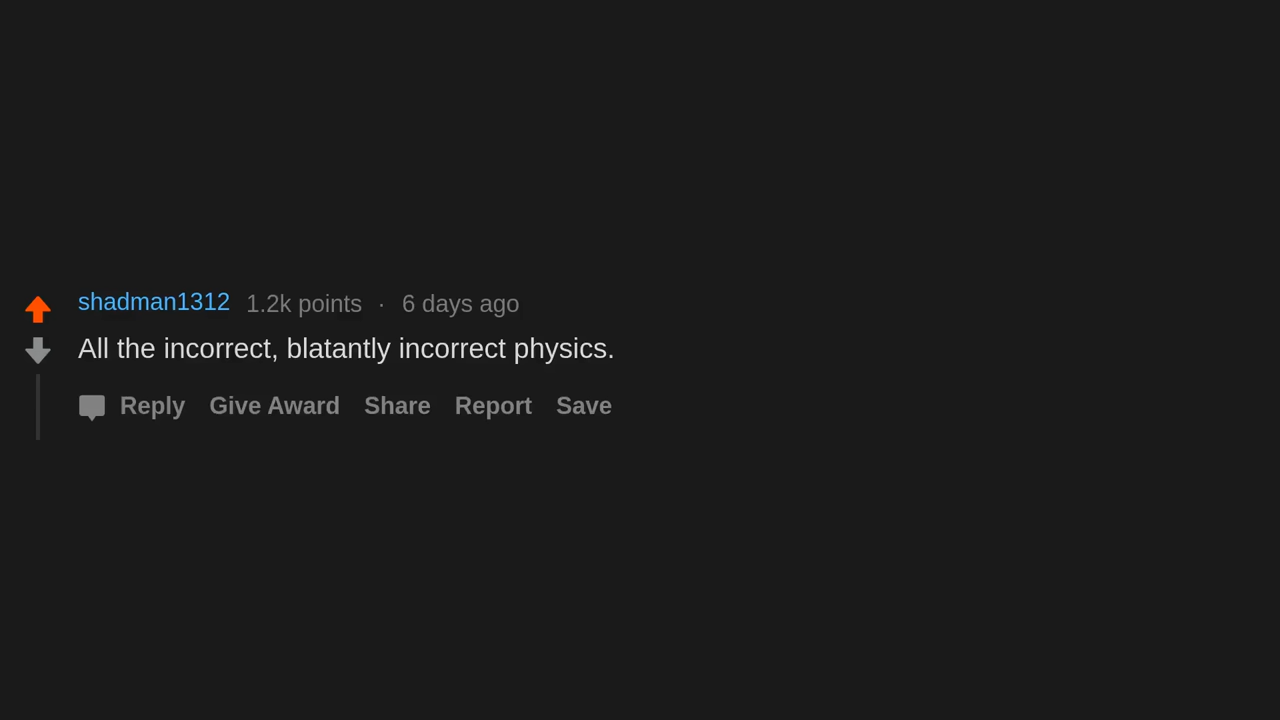 shadman1312 1.2k points · 6 days ago
All the incorrect, blatantly incorrect physics.
Reply Give Award Share Report Save